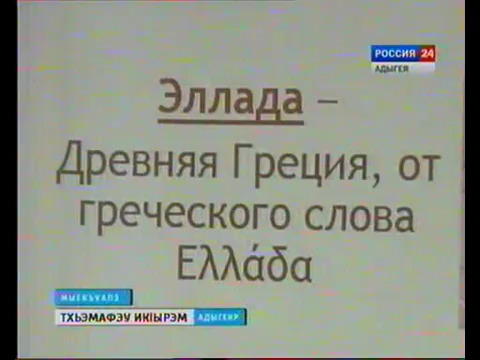 РОССИЯ 24
АДЫГЕЯ
Эллада –
Древняя Греция, от
греческого слова
Ελλάδα
МЫЕКЪУАПЭ
ТХЬЭМАФЭУ ИКIЫРЭМ
АДЫГЕИР